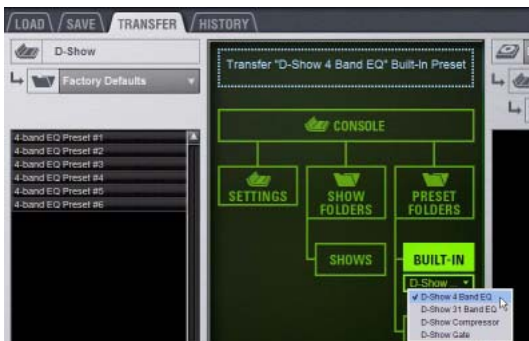 LOAD SAVE TRANSFER HISTORY
D-Show
Factory Defaults
4-band EQ Preset #1
4-band EQ Preset #2
4-band EQ Preset #3
4-band EQ Preset #4
4-band EQ Preset #5
4-band EQ Preset #6
Transfer "D-Show 4 Band EQ" Built-In Preset
CONSOLE
SETTINGS
SHOW
FOLDERS
PRESET
FOLDERS
SHOWS
BUILT-IN
D-Show ...
D-Show 4 Band EQ
D-Show 31 Band EQ
D-Show Compressor
D-Show Gate